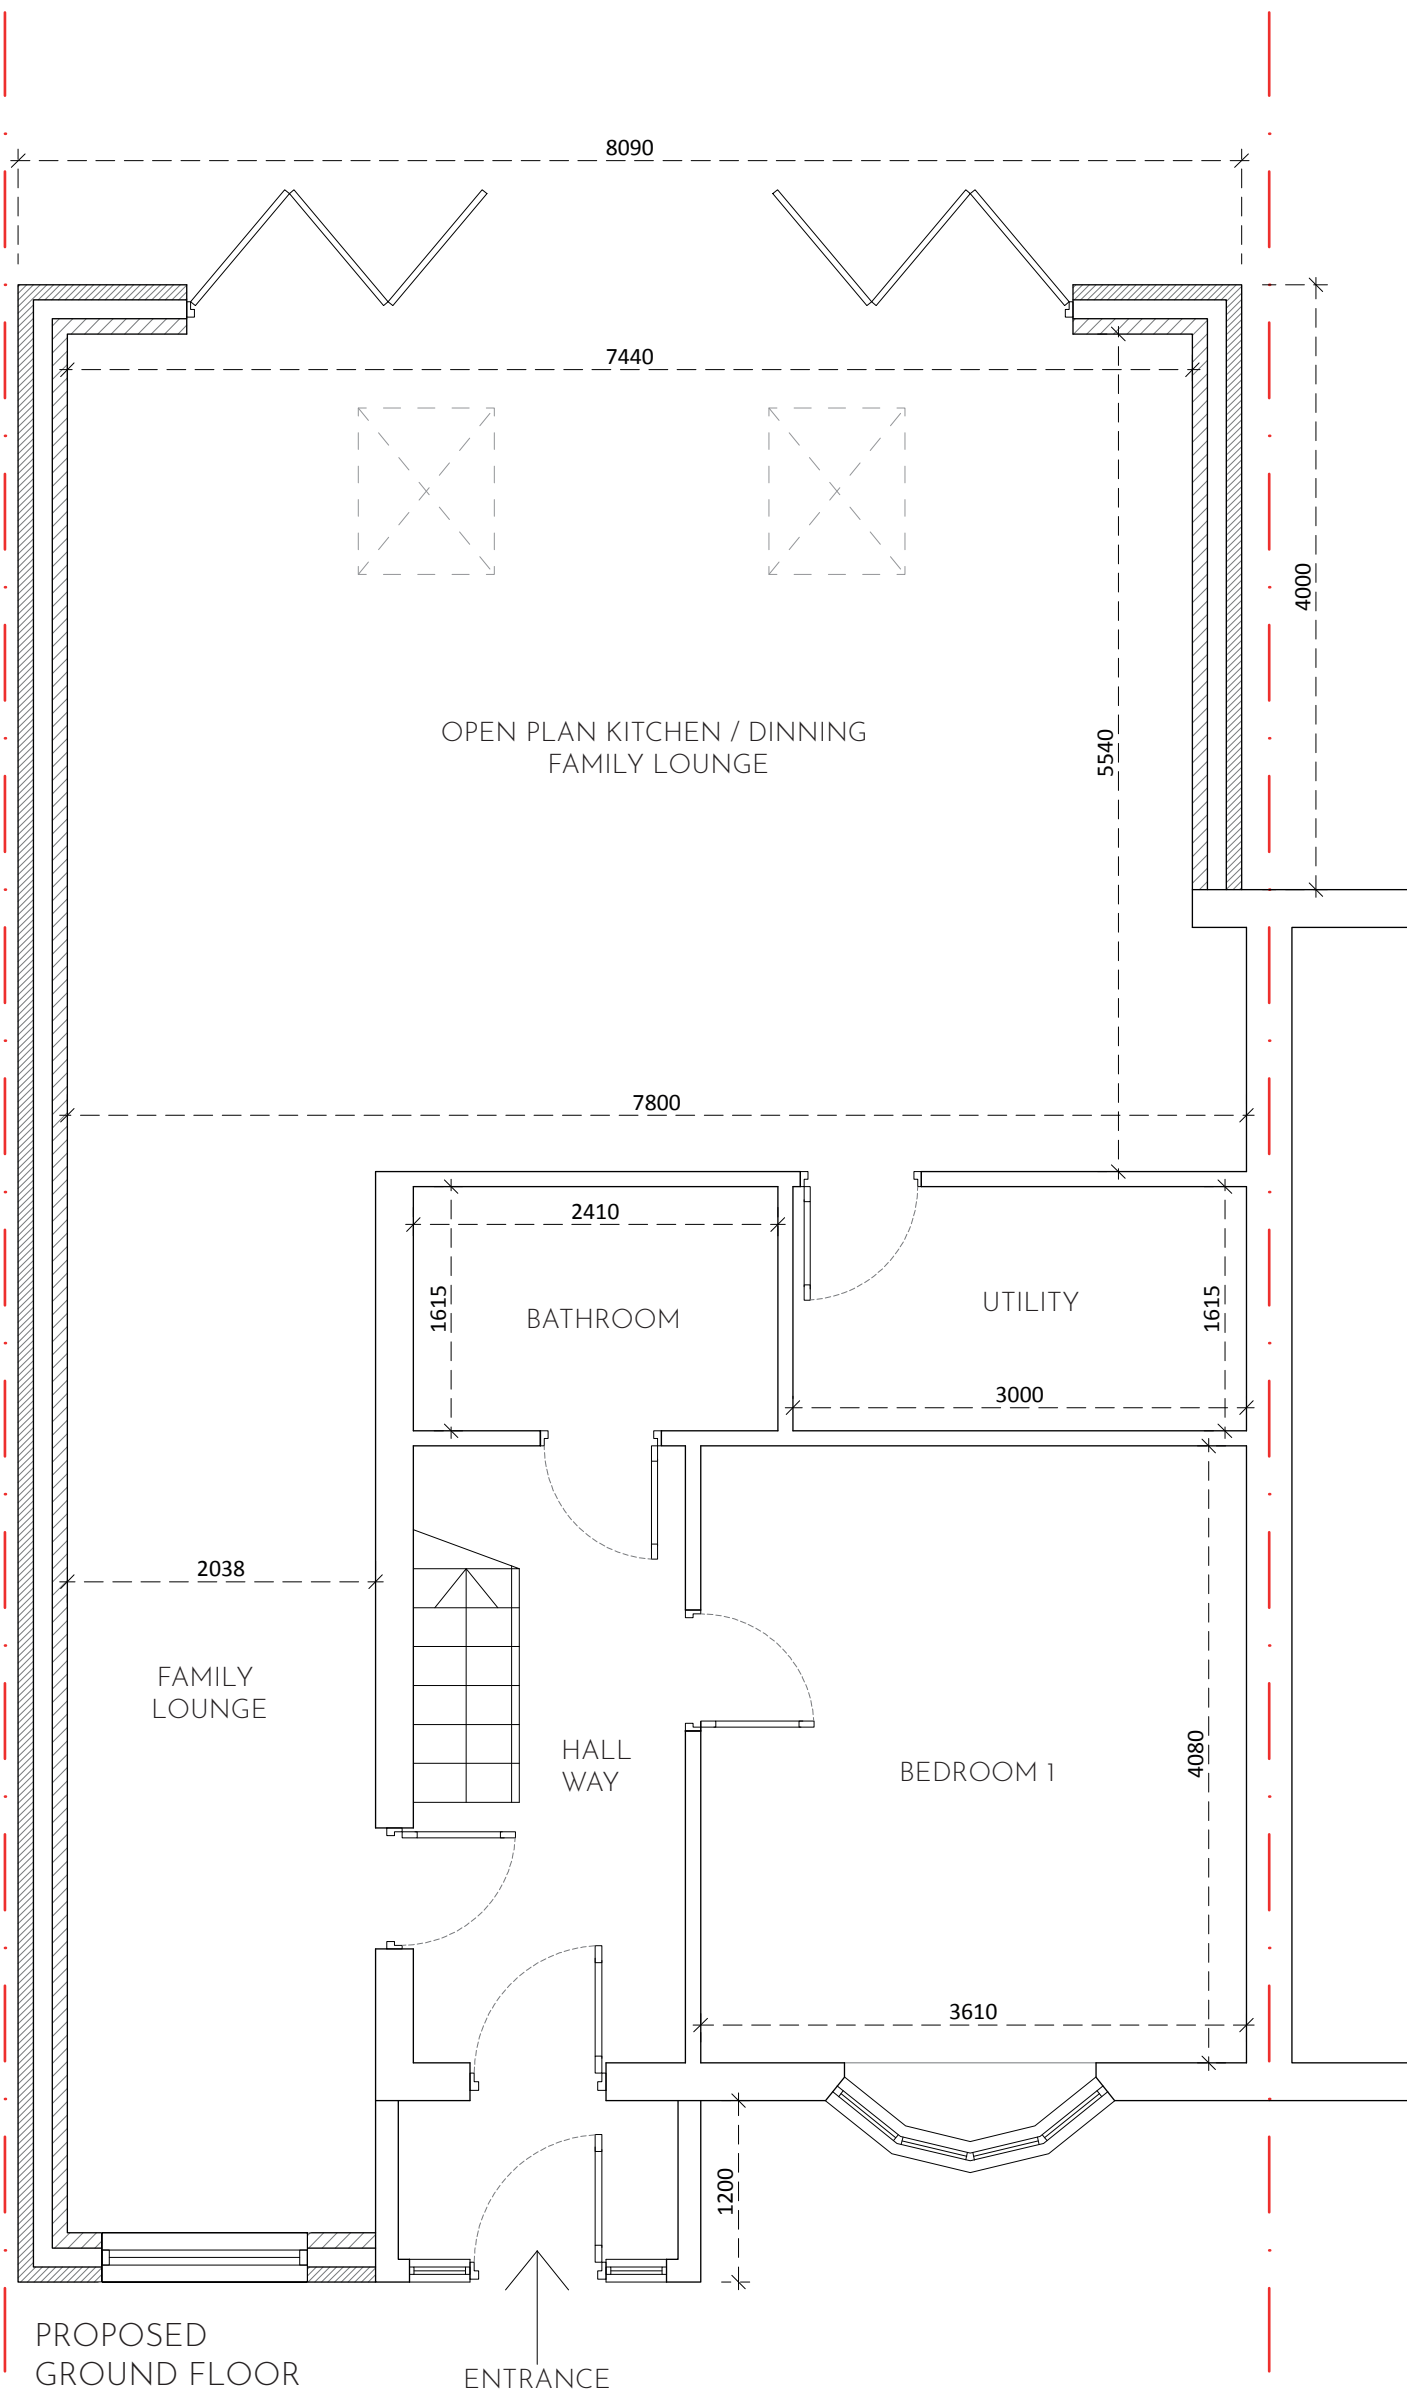 8090
7440
4000
OPEN PLAN KITCHEN / DINNING
FAMILY LOUNGE
5540
7800
2410
1615
BATHROOM
UTILITY
1615
3000
2038
FAMILY
LOUNGE
HALL
WAY
BEDROOM 1
4080
3610
1200
PROPOSED
GROUND FLOOR
ENTRANCE